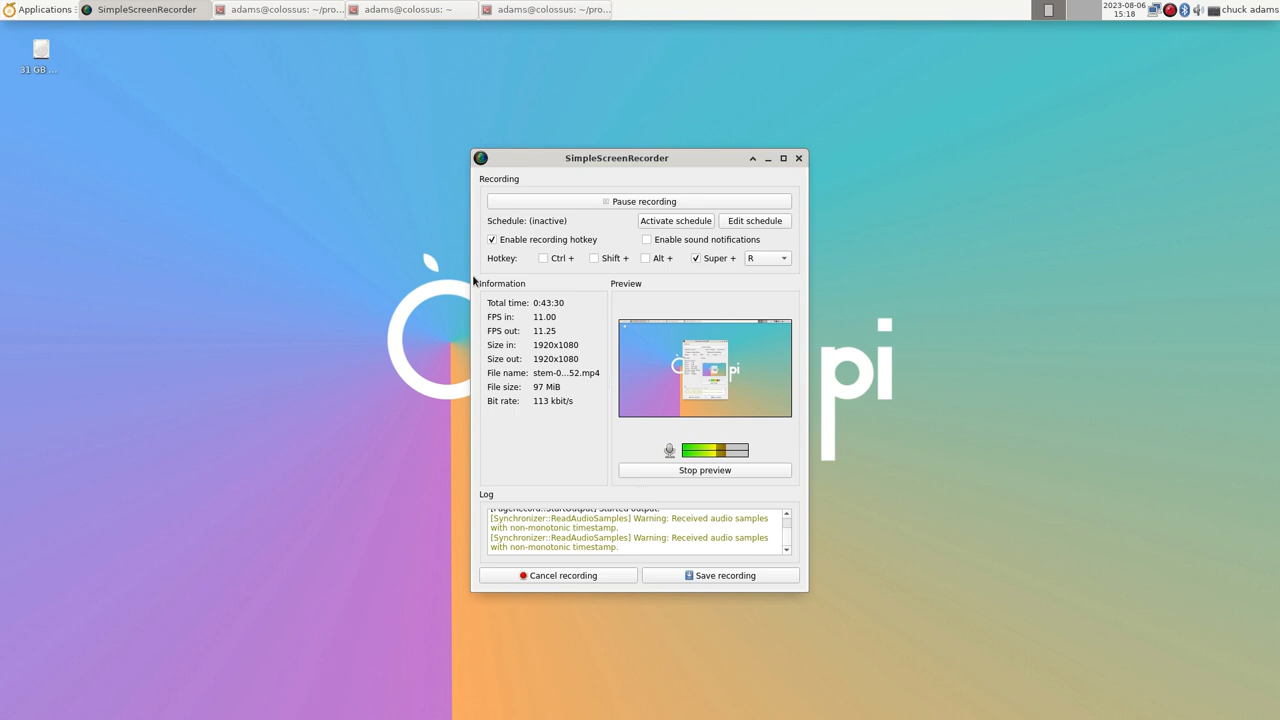 Applications
SimpleScreenRecorder
adams@colossus: ~/pro...
adams@colossus: ~
adams@colossus: ~/pro...
2023-08-06
15:18
chuck adams
31 GB ...
pi
SimpleScreenRecorder
Recording
Pause recording
Schedule: (inactive)
Activate schedule
Edit schedule
Enable recording hotkey
Enable sound notifications
Hotkey: Ctrl + Shift + Alt + Super + R
Information
Preview
Total time: 0:43:30
FPS in: 11.00
FPS out: 11.25
Size in: 1920x1080
Size out: 1920x1080
File name: stem-0...52.mp4
File size: 97 MiB
Bit rate: 113 kbit/s
pi
Stop preview
Log
[PageRecord::StartOutput] Started output.
[Synchronizer::ReadAudioSamples] Warning: Received audio samples
with non-monotonic timestamp.
[Synchronizer::ReadAudioSamples] Warning: Received audio samples
with non-monotonic timestamp.
Cancel recording
Save recording